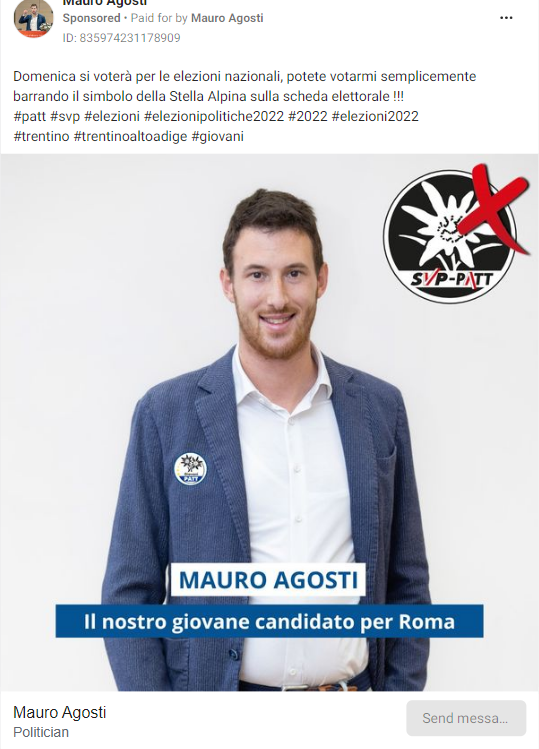 Mauro Agosti
Sponsored • Paid for by Mauro Agosti
ID: 835974231178909
Domenica si voterà per le elezioni nazionali, potete votarmi semplicemente
barrando il simbolo della Stella Alpina sulla scheda elettorale !!!
#patt #svp #elezioni #elezionipolitiche2022 #2022 #elezioni2022
#trentino #trentinoaltoadige #giovani
SVP-PATT
PATT
MAURO AGOSTI
Il nostro giovane candidato per Roma
Mauro Agosti
Politician
Send messa...